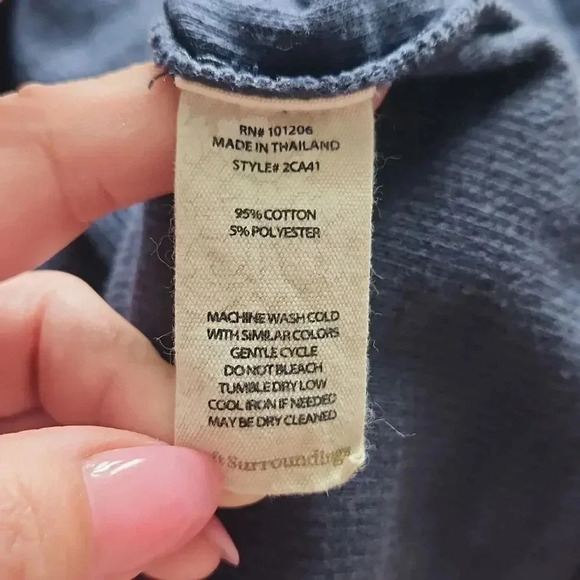 RN# 101206
MADE IN THAILAND
STYLE# 2CA41
95% COTTON
5% POLYESTER
MACHINE WASH COLD
WITH SIMILAR COLORS
GENTLE CYCLE
DO NOT BLEACH
TUMBLE DRY LOW
COOL IRON IF NEEDED
MAY BE DRY CLEANED
Surroundings